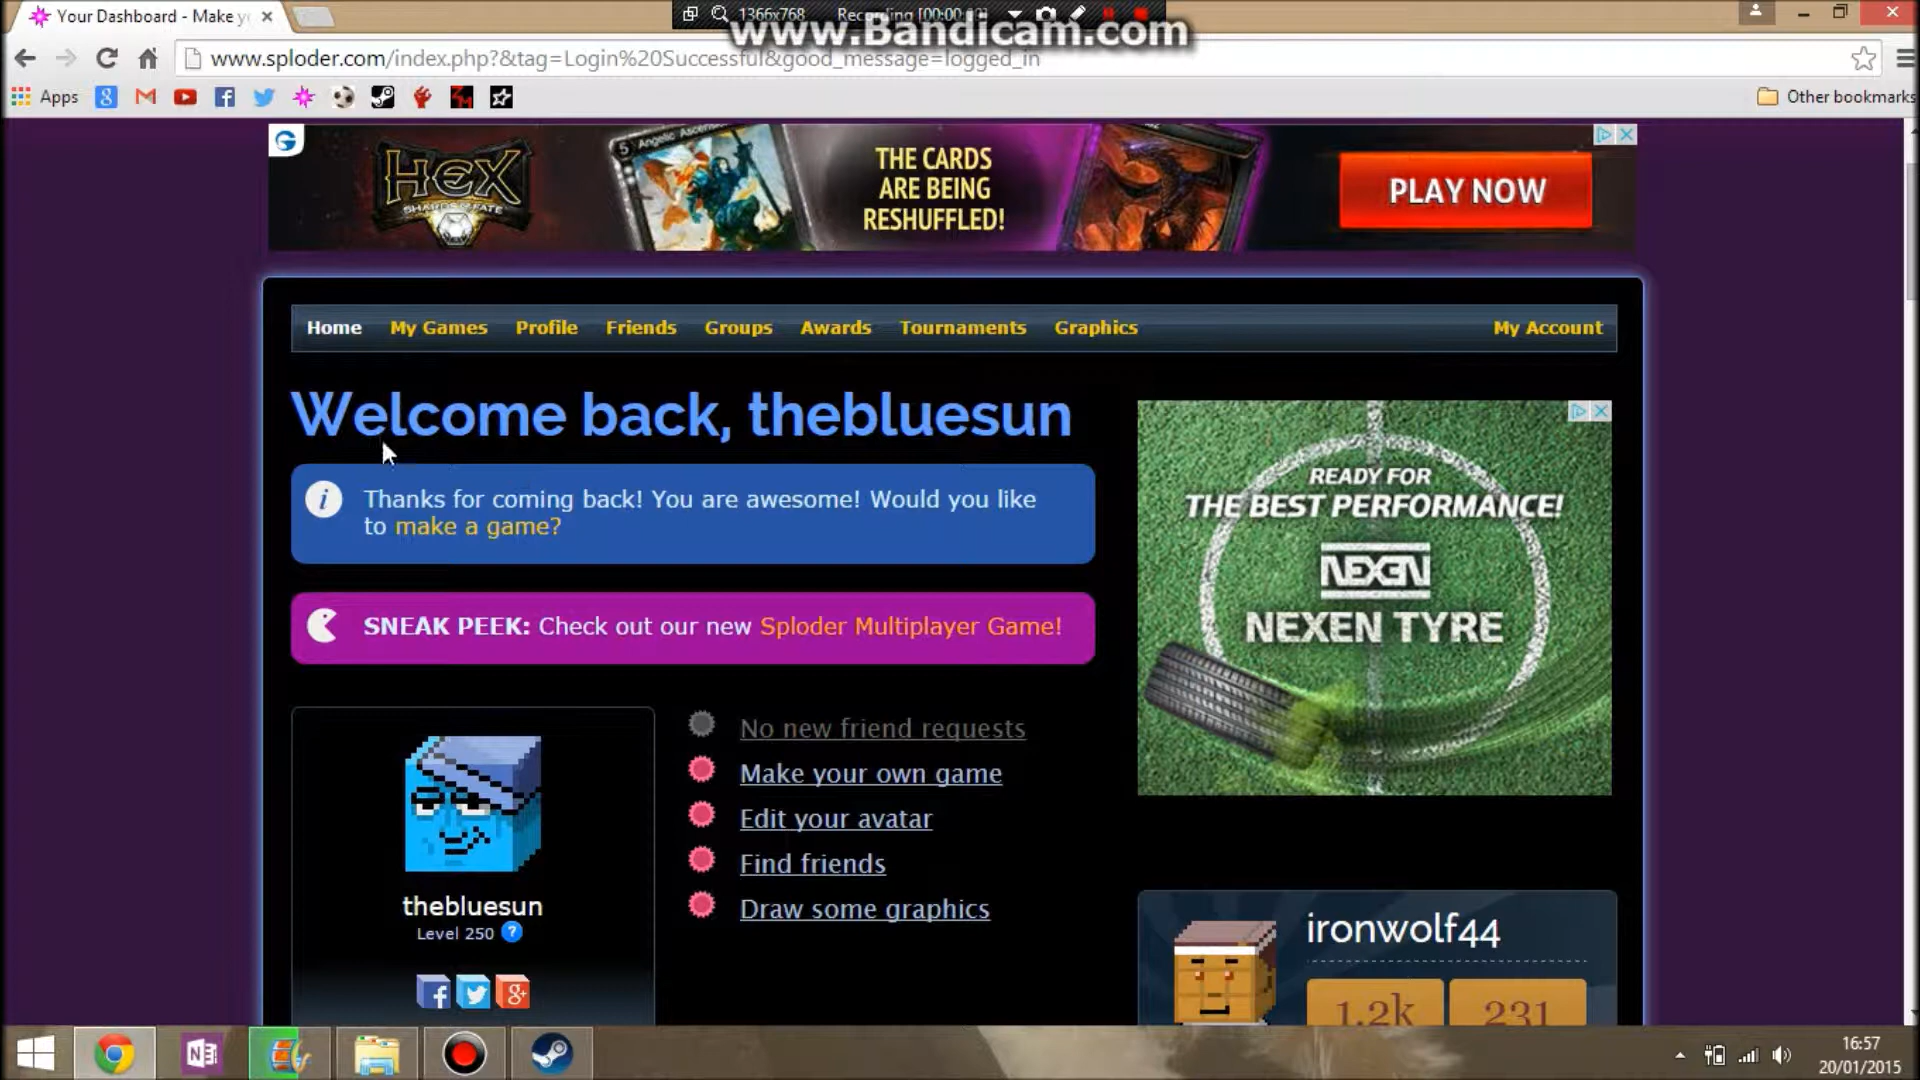 Your Dashboard - Make y
1366x768 Recording [00:00:
www.Bandicam.com
www.sploder.com/index.php?&tag=Login%20Successful&good_message=logged_in
Apps
Other bookmarks
5 Angelic
HEX
SHARDS OF FATE
THE CARDS
ARE BEING
RESHUFFLED!
PLAY NOW
Home My Games Profile Friends Groups Awards Tournaments Graphics My Account
Welcome back, thebluesun
Thanks for coming back! You are awesome! Would you like
to make a game?
SNEAK PEEK: Check out our new Sploder Multiplayer Game!
READY FOR
THE BEST PERFORMANCE!
NEXEN
NEXEN TYRE
No new friend requests
Make your own game
Edit your avatar
Find friends
Draw some graphics
thebluesun
Level 250 ?
ironwolf44
1.2k 231
16:57
20/01/2015